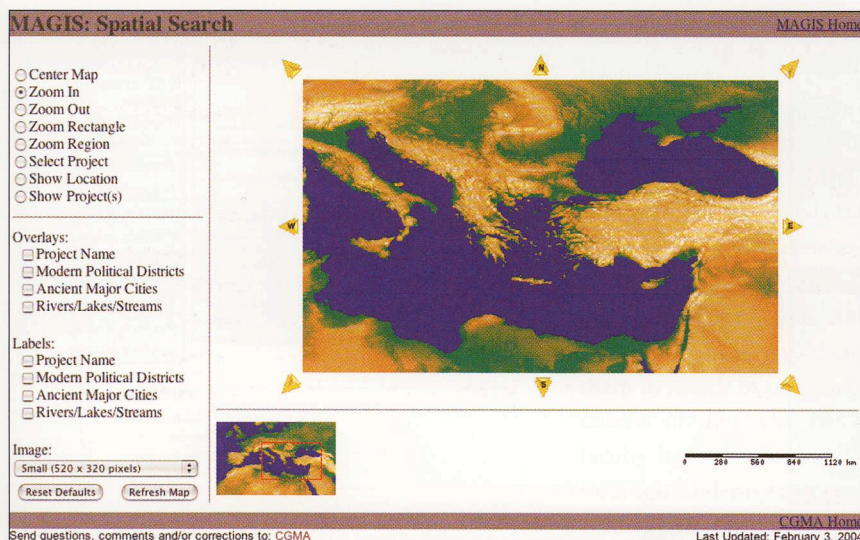 MAGIS: Spatial Search
MAGIS Home
Center Map
Zoom In
Zoom Out
Zoom Rectangle
Zoom Region
Select Project
Show Location
Show Project(s)
Overlays:
Project Name
Modern Political Districts
Ancient Major Cities
Rivers/Lakes/Streams
Labels:
Project Name
Modern Political Districts
Ancient Major Cities
Rivers/Lakes/Streams
Image:
Small (520 x 320 pixels)
Reset Defaults
Refresh Map
N
W
E
S
0 280 560 840 1120 km
CGMA Home
Send questions, comments and/or corrections to: CGMA
Last Updated: February 3, 2004